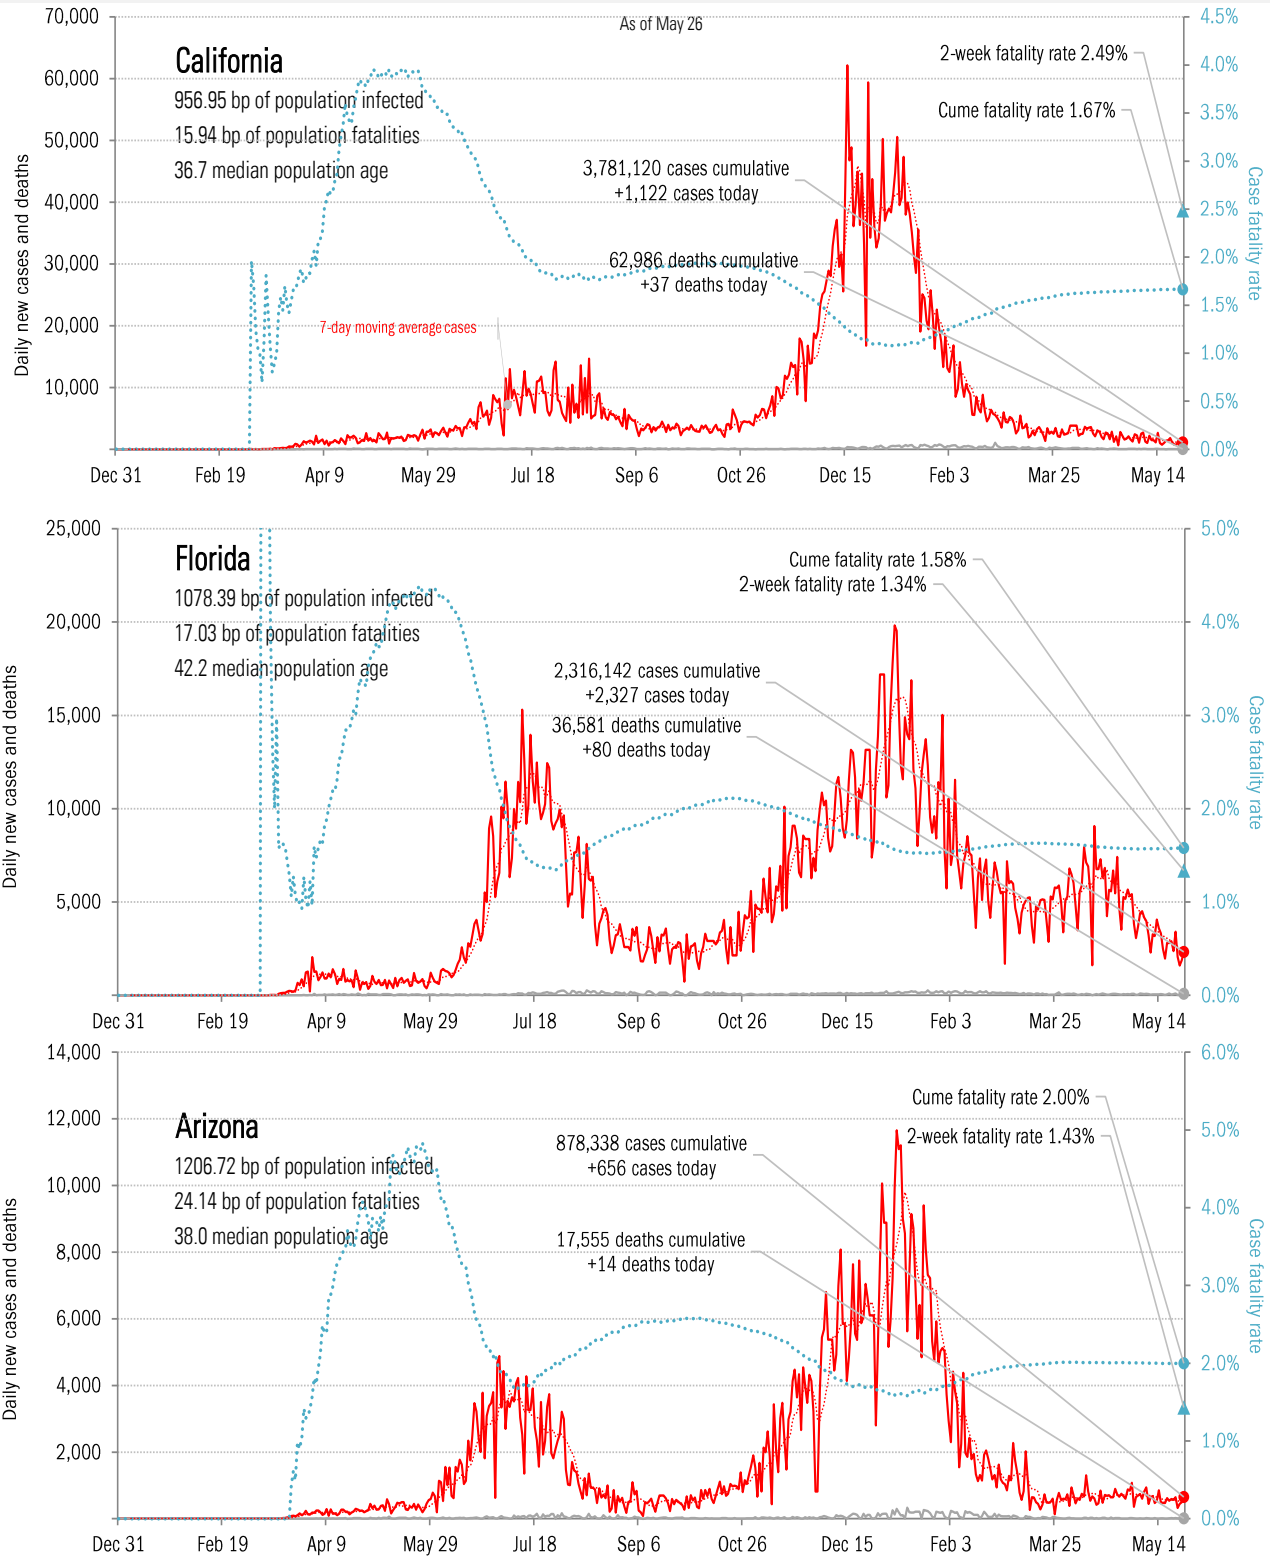 As of May 26
70,000
60,000
50,000
40,000
30,000
20,000
10,000
Daily new cases and deaths
California
956.95 bp of population infected
15.94 bp of population fatalities
36.7 median population age
7-day moving average cases
3,781,120 cases cumulative
+1,122 cases today
62,986 deaths cumulative
+37 deaths today
2-week fatality rate 2.49%
Cume fatality rate 1.67%
4.5%
4.0%
3.5%
3.0%
2.5%
2.0%
1.5%
1.0%
0.5%
0.0%
Case fatality rate
Dec 31 Feb 19 Apr 9 May 29 Jul 18 Sep 6 Oct 26 Dec 15 Feb 3 Mar 25 May 14
25,000
20,000
15,000
10,000
5,000
Daily new cases and deaths
Florida
1078.39 bp of population infected
17.03 bp of population fatalities
42.2 median population age
Cume fatality rate 1.58%
2-week fatality rate 1.34%
2,316,142 cases cumulative
+2,327 cases today
36,581 deaths cumulative
+80 deaths today
5.0%
4.0%
3.0%
2.0%
1.0%
0.0%
Case fatality rate
Dec 31 Feb 19 Apr 9 May 29 Jul 18 Sep 6 Oct 26 Dec 15 Feb 3 Mar 25 May 14
14,000
12,000
10,000
8,000
6,000
4,000
2,000
Daily new cases and deaths
Arizona
1206.72 bp of population infected
24.14 bp of population fatalities
38.0 median population age
878,338 cases cumulative
+656 cases today
17,555 deaths cumulative
+14 deaths today
Cume fatality rate 2.00%
2-week fatality rate 1.43%
6.0%
5.0%
4.0%
3.0%
2.0%
1.0%
0.0%
Case fatality rate
Dec 31 Feb 19 Apr 9 May 29 Jul 18 Sep 6 Oct 26 Dec 15 Feb 3 Mar 25 May 14